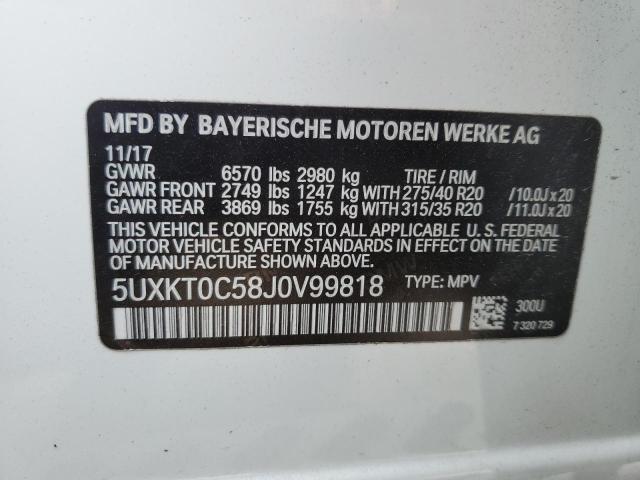 MFD BY BAYERISCHE MOTOREN WERKE AG
11/17
GVWR 6570 lbs 2980 kg TIRE / RIM
GAWR FRONT 2749 lbs 1247 kg WITH 275/40 R20 /10.0J x 20
GAWR REAR 3869 lbs 1755 kg WITH 315/35 R20 /11.0J x 20
THIS VEHICLE CONFORMS TO ALL APPLICABLE U. S. FEDERAL
MOTOR VEHICLE SAFETY STANDARDS IN EFFECT ON THE DATE
OF MANUFACTURE SHOWN ABOVE.
5UXKT0C58J0V99818 TYPE: MPV
300U
7 320 729